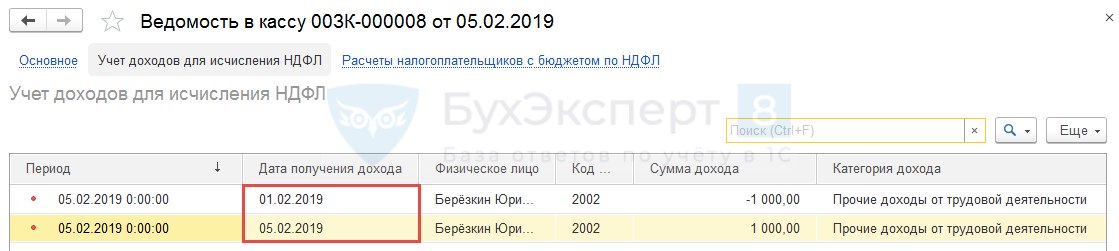 Ведомость в кассу 003К-000008 от 05.02.2019
Основное Учет доходов для исчисления НДФЛ Расчеты налогоплательщиков с бюджетом по НДФЛ
Учет доходов для исчисления НДФЛ
БухЭксперт 8
База ответов по учёту в 1С
Поиск (Ctrl+F) × Еще
Период ↓ Дата получения дохода Физическое лицо Код ... Сумма дохода Категория дохода
05.02.2019 0:00:00 01.02.2019 Берёзкин Юри... 2002 -1 000,00 Прочие доходы от трудовой деятельности
05.02.2019 0:00:00 05.02.2019 Берёзкин Юри... 2002 1 000,00 Прочие доходы от трудовой деятельности